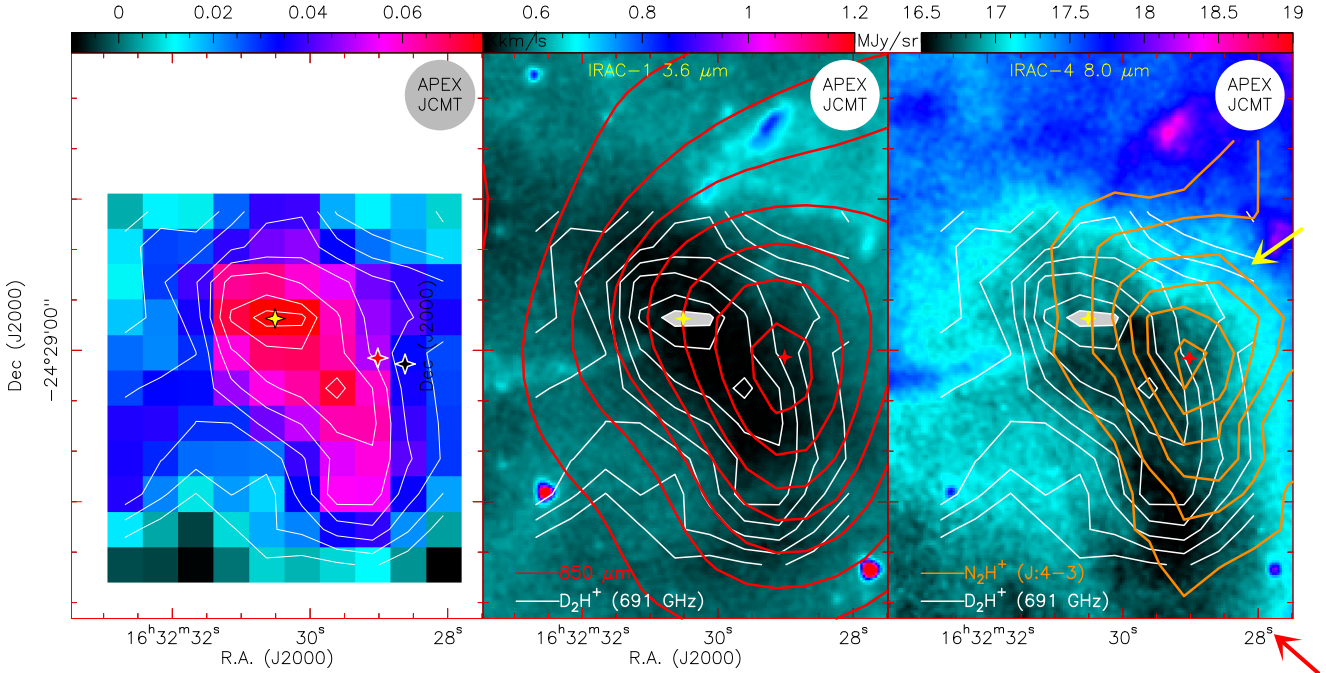 0 0.02 0.04 0.06
0.6 0.8 1 1.2
16.5 17 17.5 18 18.5 19
km/s
MJy/sr
IRAC-1 3.6 μm
IRAC-4 8.0 μm
APEX
JCMT
APEX
JCMT
APEX
JCMT
Dec (J2000)
−24°29'00"
Dec (J2000)
850 μm
D₂H⁺ (691 GHz)
N₂H⁺ (J:4−3)
D₂H⁺ (691 GHz)
16ʰ32ᵐ32ˢ 30ˢ 28ˢ
16ʰ32ᵐ32ˢ 30ˢ 28ˢ
16ʰ32ᵐ32ˢ 30ˢ 28ˢ
R.A. (J2000)
R.A. (J2000)